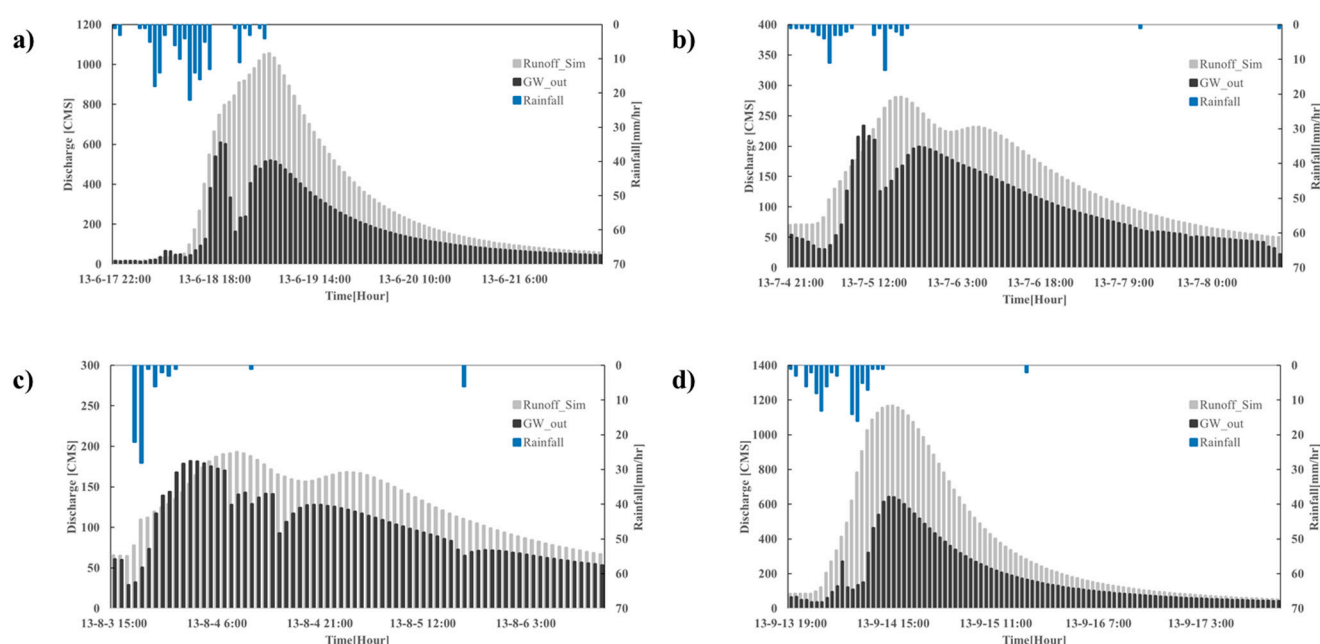 a)
1200
1000
800
600
400
200
0
Discharge [CMS]
0
10
20
30
40
50
60
70
Rainfall[mm/hr]
Runoff_Sim
GW_out
Rainfall
13-6-17 22:00 13-6-18 18:00 13-6-19 14:00 13-6-20 10:00 13-6-21 6:00
Time[Hour]
b)
400
350
300
250
200
150
100
50
0
Discharge [CMS]
0
10
20
30
40
50
60
70
Rainfall[mm/hr]
Runoff_Sim
GW_out
Rainfall
13-7-4 21:00 13-7-5 12:00 13-7-6 3:00 13-7-6 18:00 13-7-7 9:00 13-7-8 0:00
Time[Hour]
c)
300
250
200
150
100
50
0
Discharge [CMS]
0
10
20
30
40
50
60
70
Rainfall[mm/hr]
Runoff_Sim
GW_out
Rainfall
13-8-3 15:00 13-8-4 6:00 13-8-4 21:00 13-8-5 12:00 13-8-6 3:00
Time[Hour]
d)
1400
1200
1000
800
600
400
200
0
Discharge [CMS]
0
10
20
30
40
50
60
70
Rainfall[mm/hr]
Runoff_Sim
GW_out
Rainfall
13-9-13 19:00 13-9-14 15:00 13-9-15 11:00 13-9-16 7:00 13-9-17 3:00
Time[Hour]